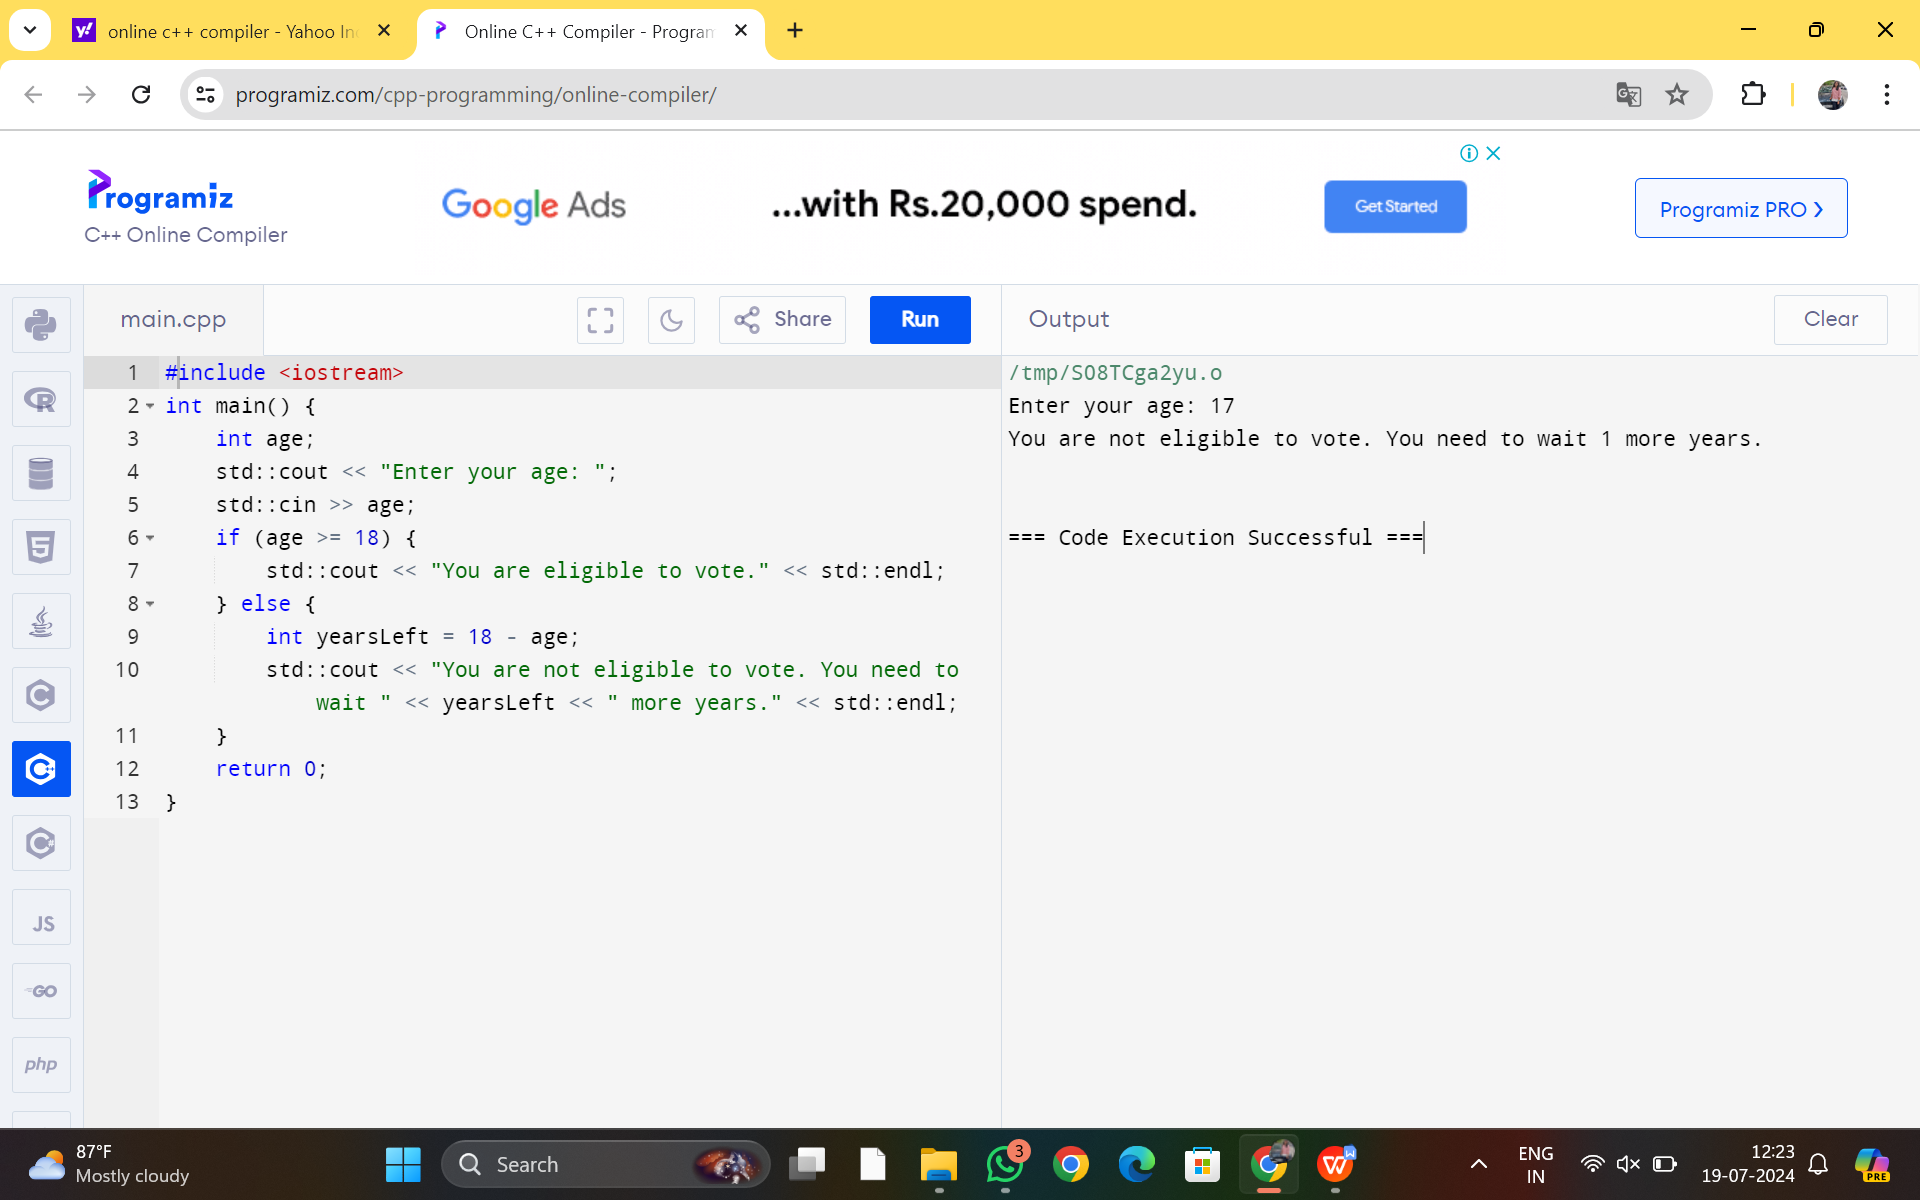 online c++ compiler - Yahoo In
Online C++ Compiler - Program
programiz.com/cpp-programming/online-compiler/
Programiz
C++ Online Compiler
Google Ads
...with Rs.20,000 spend.
Get Started
Programiz PRO ❯
main.cpp
Share
Run
Output
Clear
1 #include <iostream>
2 int main() {
3 int age;
4 std::cout << "Enter your age: ";
5 std::cin >> age;
6 if (age >= 18) {
7 std::cout << "You are eligible to vote." << std::endl;
8 } else {
9 int yearsLeft = 18 - age;
10 std::cout << "You are not eligible to vote. You need to
wait " << yearsLeft << " more years." << std::endl;
11 }
12 return 0;
13 }
/tmp/S08TCga2yu.o
Enter your age: 17
You are not eligible to vote. You need to wait 1 more years.
=== Code Execution Successful ===
JS
GO
php
87°F
Mostly cloudy
Search
3
ENG
IN
12:23
19-07-2024
PRE